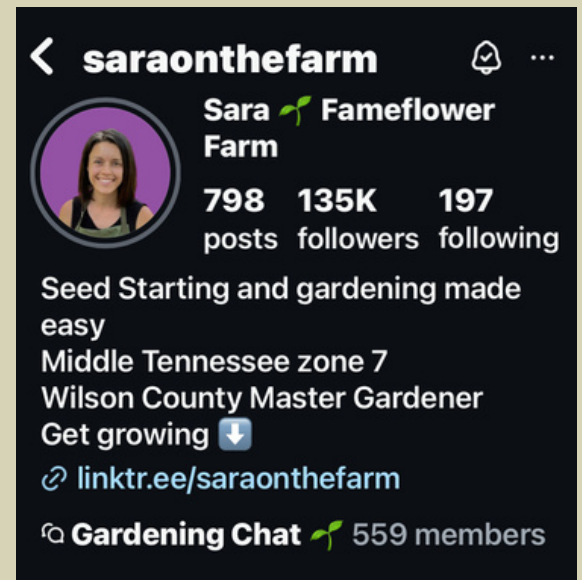 saraonthefarm
Sara 🌱 Fameflower
Farm
798 135K 197
posts followers following
Seed Starting and gardening made
easy
Middle Tennessee zone 7
Wilson County Master Gardener
Get growing ⬇️
linktr.ee/saraonthefarm
Gardening Chat 🌱 559 members